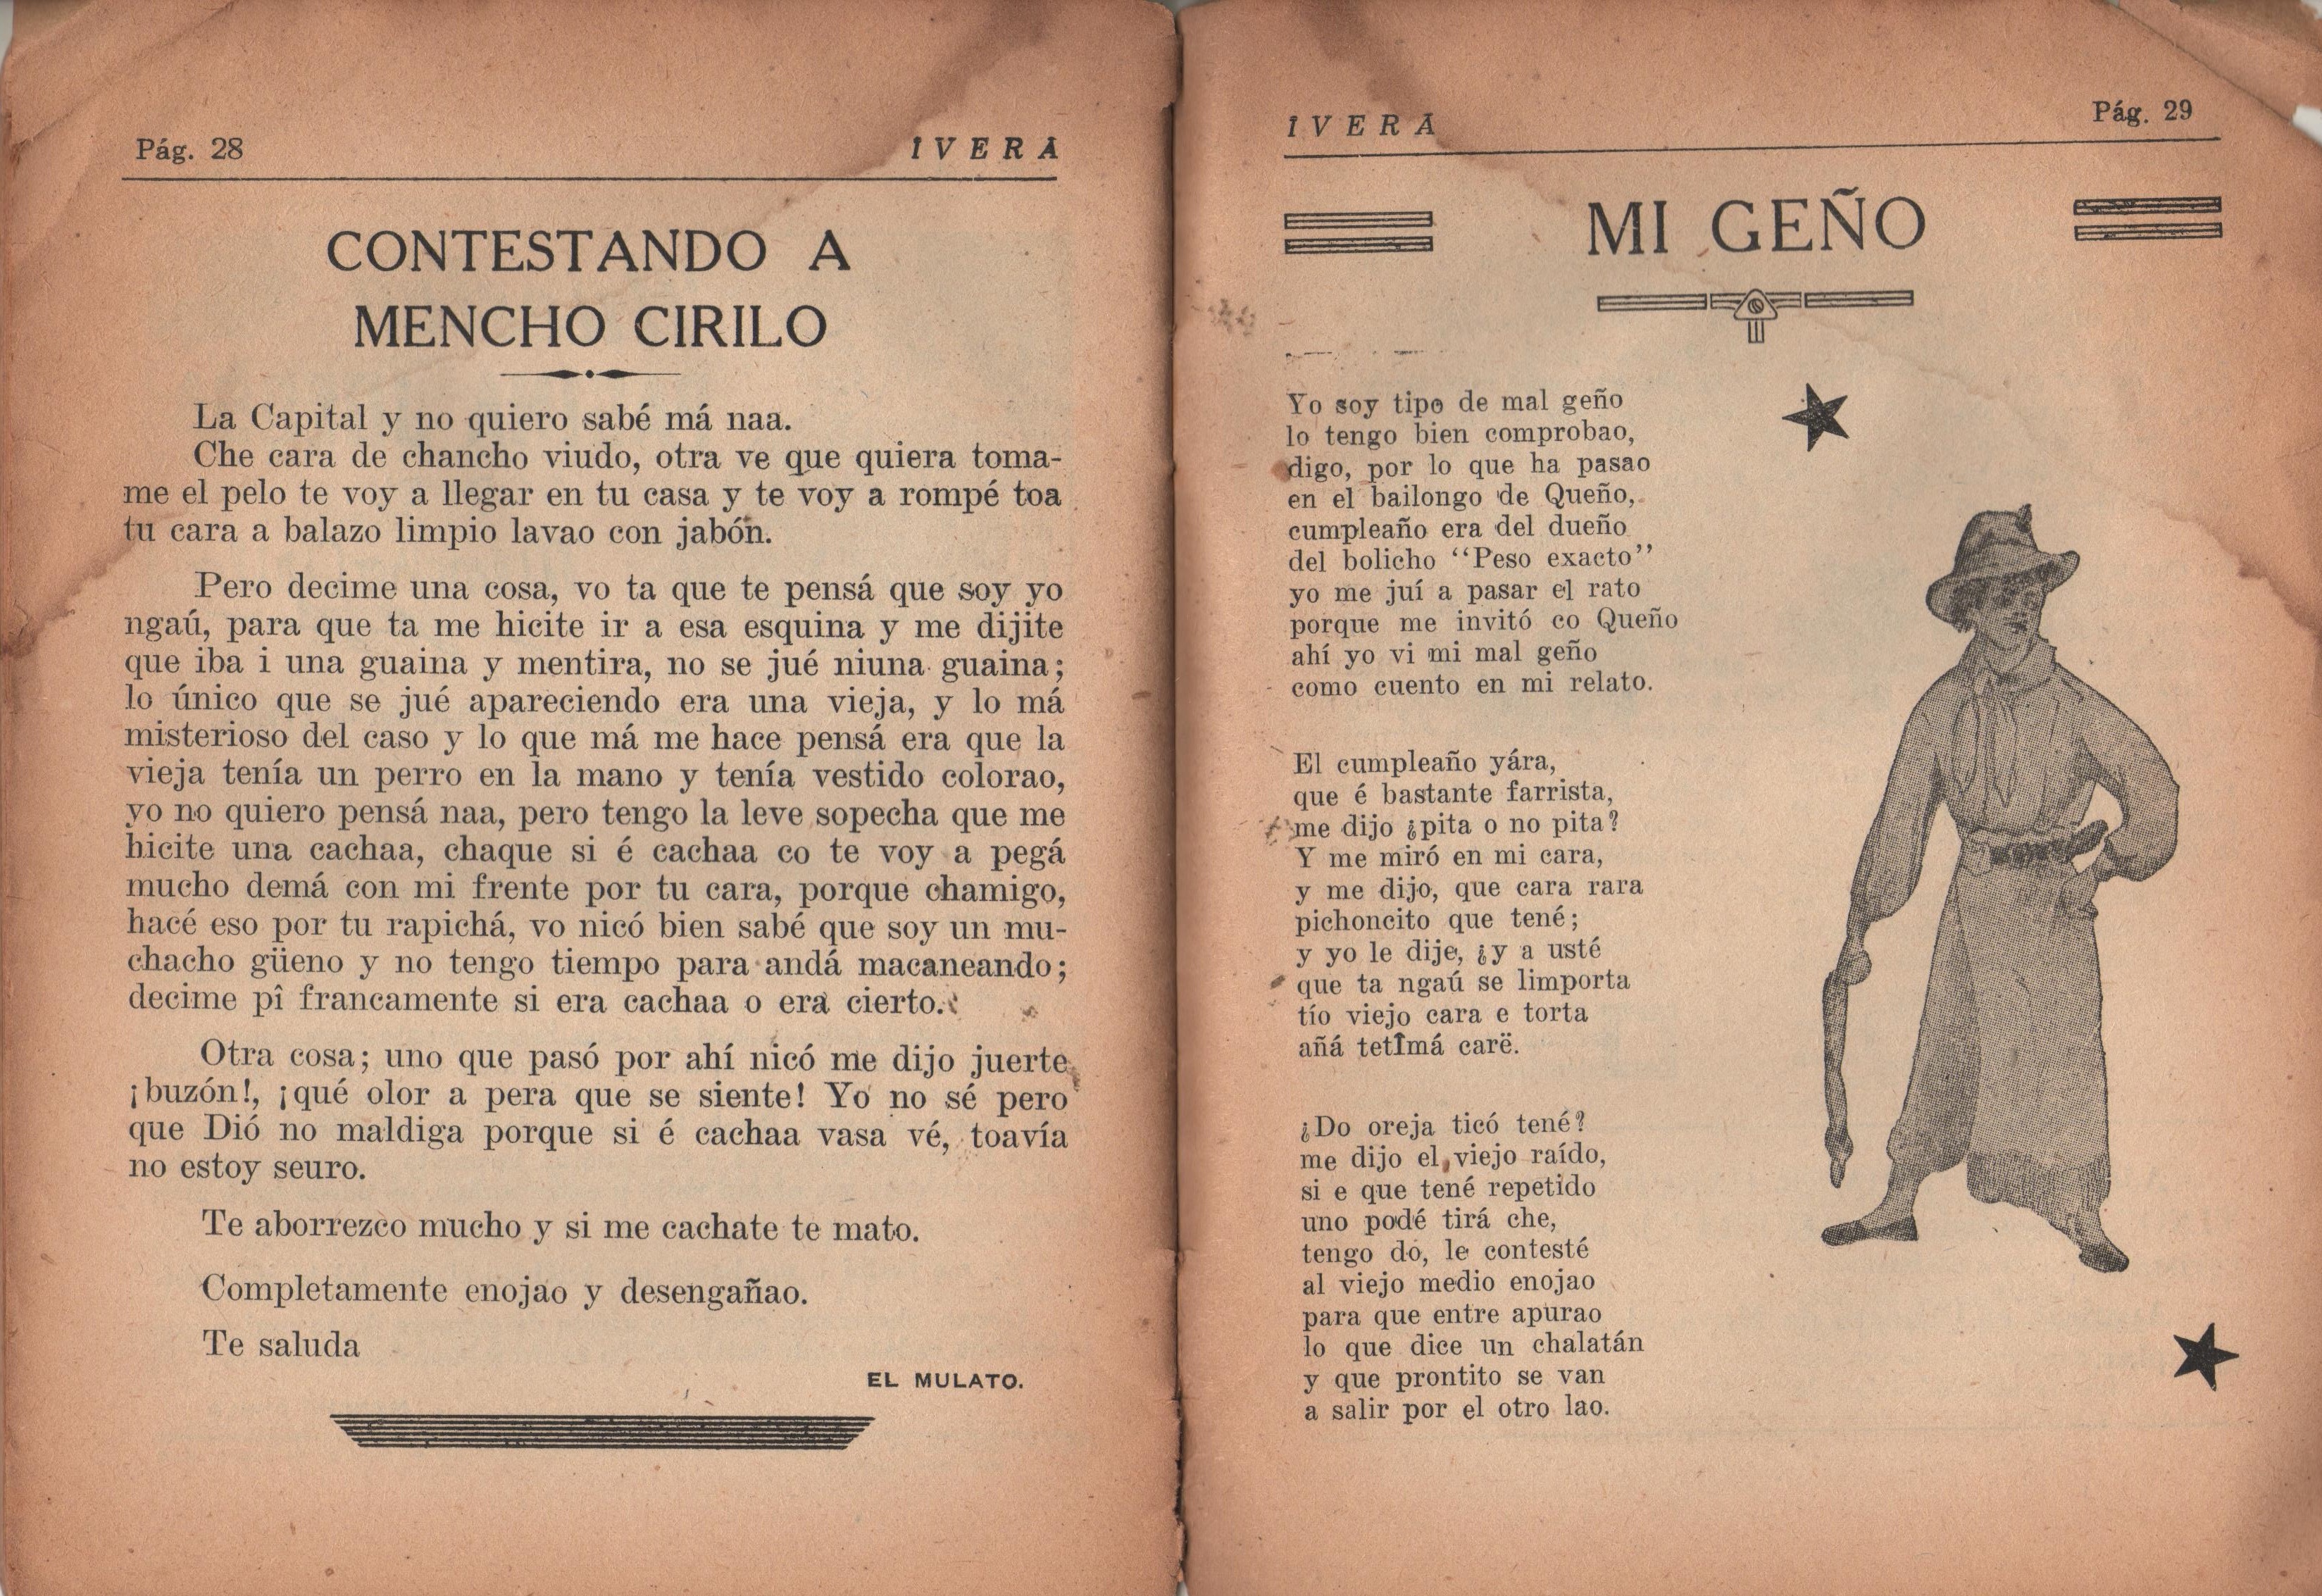 Pág. 28
IVERA
CONTESTANDO A
MENCHO CIRILO
La Capital y no quiero sabé má naa.
Che cara de chancho viudo, otra ve que quiera toma-
me el pelo te voy a llegar en tu casa y te voy a rompé toa
tu cara a balazo limpio lavao con jabón.
Pero decime una cosa, vo ta que te pensá que soy yo
ngaú, para que ta me hicite ir a esa esquina y me dijite
que iba i una guaina y mentira, no se jué niuna guaina;
lo único que se jué apareciendo era una vieja, y lo má
misterioso del caso y lo que má me hace pensá era que la
vieja tenía un perro en la mano y tenía vestido colorao,
yo no quiero pensá naa, pero tengo la leve sopecha que me
hicite una cachaa, chaque si é cachaa co te voy a pegá
mucho demá con mi frente por tu cara, porque chamigo,
hacé eso por tu rapichá, vo nicó bien sabé que soy un mu-
chacho güeno y no tengo tiempo para andá macaneando;
decime pî francamente si era cachaa o era cierto.
Otra cosa; uno que pasó por ahí nicó me dijo juerte
¡buzón!, ¡qué olor a pera que se siente! Yo no sé pero
que Dió no maldiga porque si é cachaa vasa vé, toavía
no estoy seuro.
Te aborrezco mucho y si me cachate te mato.
Completamente enojao y desengañao.
Te saluda
EL MULATO.
IVERA
Pág. 29
MI GEÑO
Yo soy tipo de mal geño
lo tengo bien comprobao,
digo, por lo que ha pasao
en el bailongo de Queño,
cumpleaño era del dueño
del bolicho "Peso exacto"
yo me juí a pasar el rato
porque me invitó co Queño
ahí yo vi mi mal geño
como cuento en mi relato.
El cumpleaño yára,
que é bastante farrista,
me dijo ¿pita o no pita?
Y me miró en mi cara,
y me dijo, que cara rara
pichoncito que tené;
y yo le dije, ¿y a usté
que ta ngaú se limporta
tío viejo cara e torta
añá tetÎmá carë.
¿Do oreja ticó tené?
me dijo el viejo raído,
si e que tené repetido
uno podé tirá che,
tengo do, le contesté
al viejo medio enojao
para que entre apurao
lo que dice un chalatán
y que prontito se van
a salir por el otro lao.